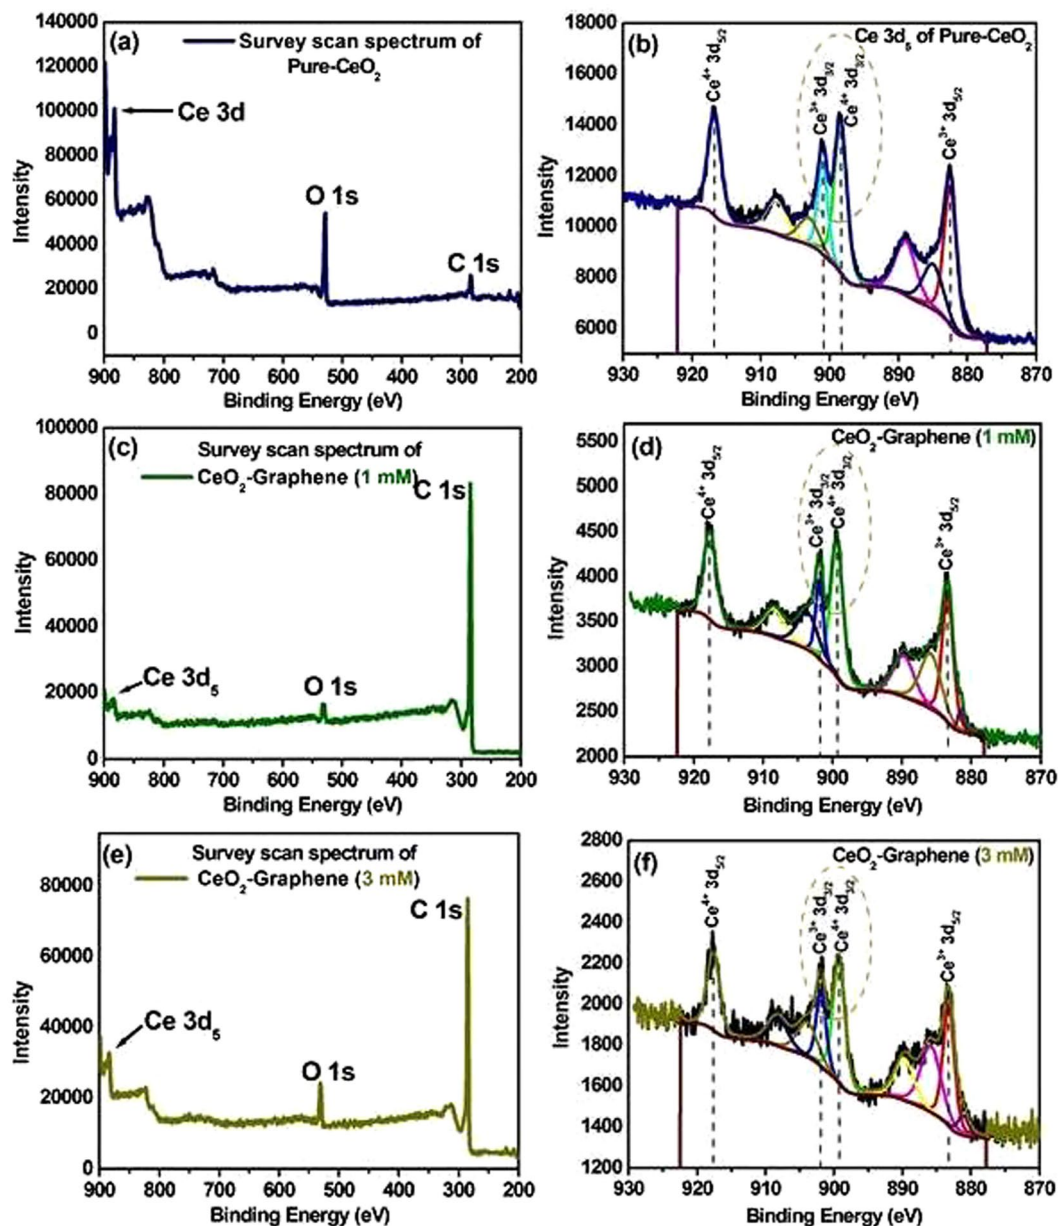 (a)
Survey scan spectrum of
Pure-CeO₂
Ce 3d
O 1s
C 1s
140000
120000
100000
80000
60000
40000
20000
0
Intensity
900 800 700 600 500 400 300 200
Binding Energy (eV)
(b)
Ce 3d₅ of Pure-CeO₂
Ce⁴⁺ 3d₅/₂
Ce³⁺ 3d₃/₂
Ce⁴⁺ 3d₃/₂
Ce³⁺ 3d₅/₂
18000
16000
14000
12000
10000
8000
6000
Intensity
930 920 910 900 890 880 870
Binding Energy (eV)
(c)
Survey scan spectrum of
CeO₂-Graphene (1 mM)
C 1s
Ce 3d₅
O 1s
100000
80000
60000
40000
20000
0
Intensity
900 800 700 600 500 400 300 200
Binding Energy (eV)
(d)
CeO₂-Graphene (1 mM)
Ce⁴⁺ 3d₅/₂
Ce³⁺ 3d₃/₂
Ce⁴⁺ 3d₃/₂
Ce³⁺ 3d₅/₂
5500
5000
4500
4000
3500
3000
2500
2000
Intensity
930 920 910 900 890 880 870
Binding Energy (eV)
(e)
Survey scan spectrum of
CeO₂-Graphene (3 mM)
C 1s
Ce 3d₅
O 1s
80000
60000
40000
20000
0
Intensity
900 800 700 600 500 400 300 200
Binding Energy (eV)
(f)
CeO₂-Graphene (3 mM)
Ce⁴⁺ 3d₅/₂
Ce³⁺ 3d₃/₂
Ce⁴⁺ 3d₃/₂
Ce³⁺ 3d₅/₂
2800
2600
2400
2200
2000
1800
1600
1400
1200
Intensity
930 920 910 900 890 880 870
Binding Energy (eV)